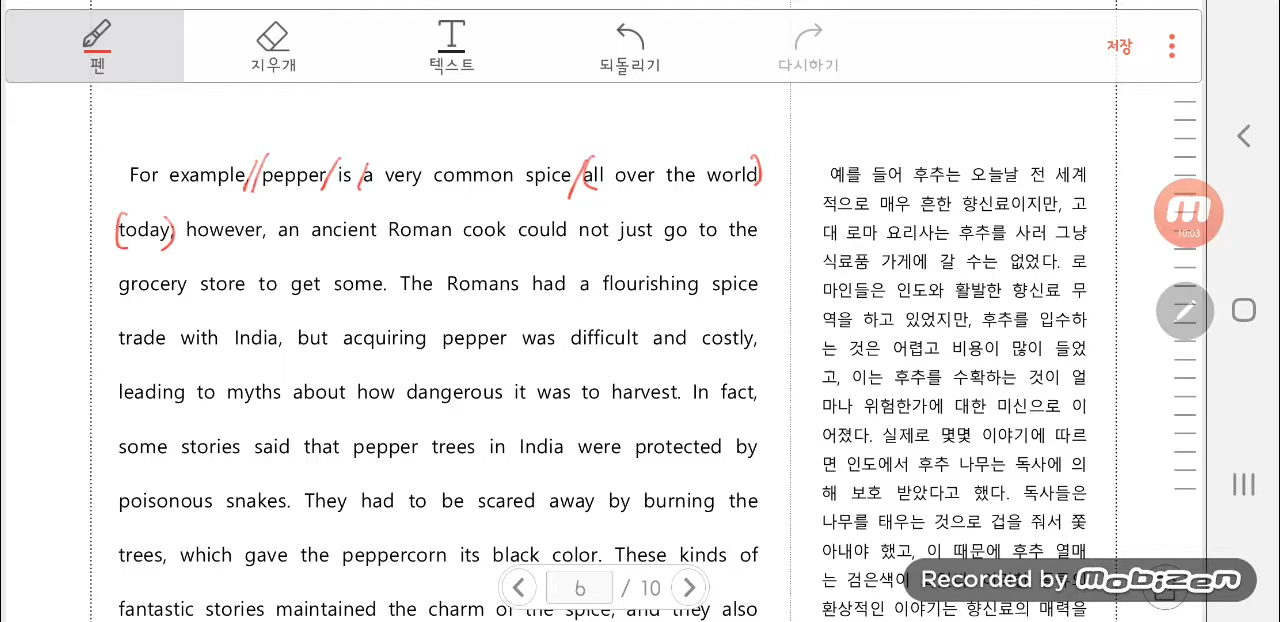 펜
지우개
텍스트
되돌리기
다시하기
저장
For example, pepper is a very common spice all over the world
today, however, an ancient Roman cook could not just go to the
grocery store to get some. The Romans had a flourishing spice
trade with India, but acquiring pepper was difficult and costly,
leading to myths about how dangerous it was to harvest. In fact,
some stories said that pepper trees in India were protected by
poisonous snakes. They had to be scared away by burning the
trees, which gave the peppercorn its black color. These kinds of
fantastic stories maintained the charm of the spice, and they also
예를 들어 후추는 오늘날 전 세계
적으로 매우 흔한 향신료이지만, 고
대 로마 요리사는 후추를 사러 그냥
식료품 가게에 갈 수는 없었다. 로
마인들은 인도와 활발한 향신료 무
역을 하고 있었지만, 후추를 입수하
는 것은 어렵고 비용이 많이 들었
고, 이는 후추를 수확하는 것이 얼
마나 위험한가에 대한 미신으로 이
어졌다. 실제로 몇몇 이야기에 따르
면 인도에서 후추 나무는 독사에 의
해 보호 받았다고 했다. 독사들은
나무를 태우는 것으로 겁을 줘서 쫓
아내야 했고, 이 때문에 후추 열매
는 검은색이
환상적인 이야기는 향신료의 매력을
10:03
6 / 10
Recorded by mobizen